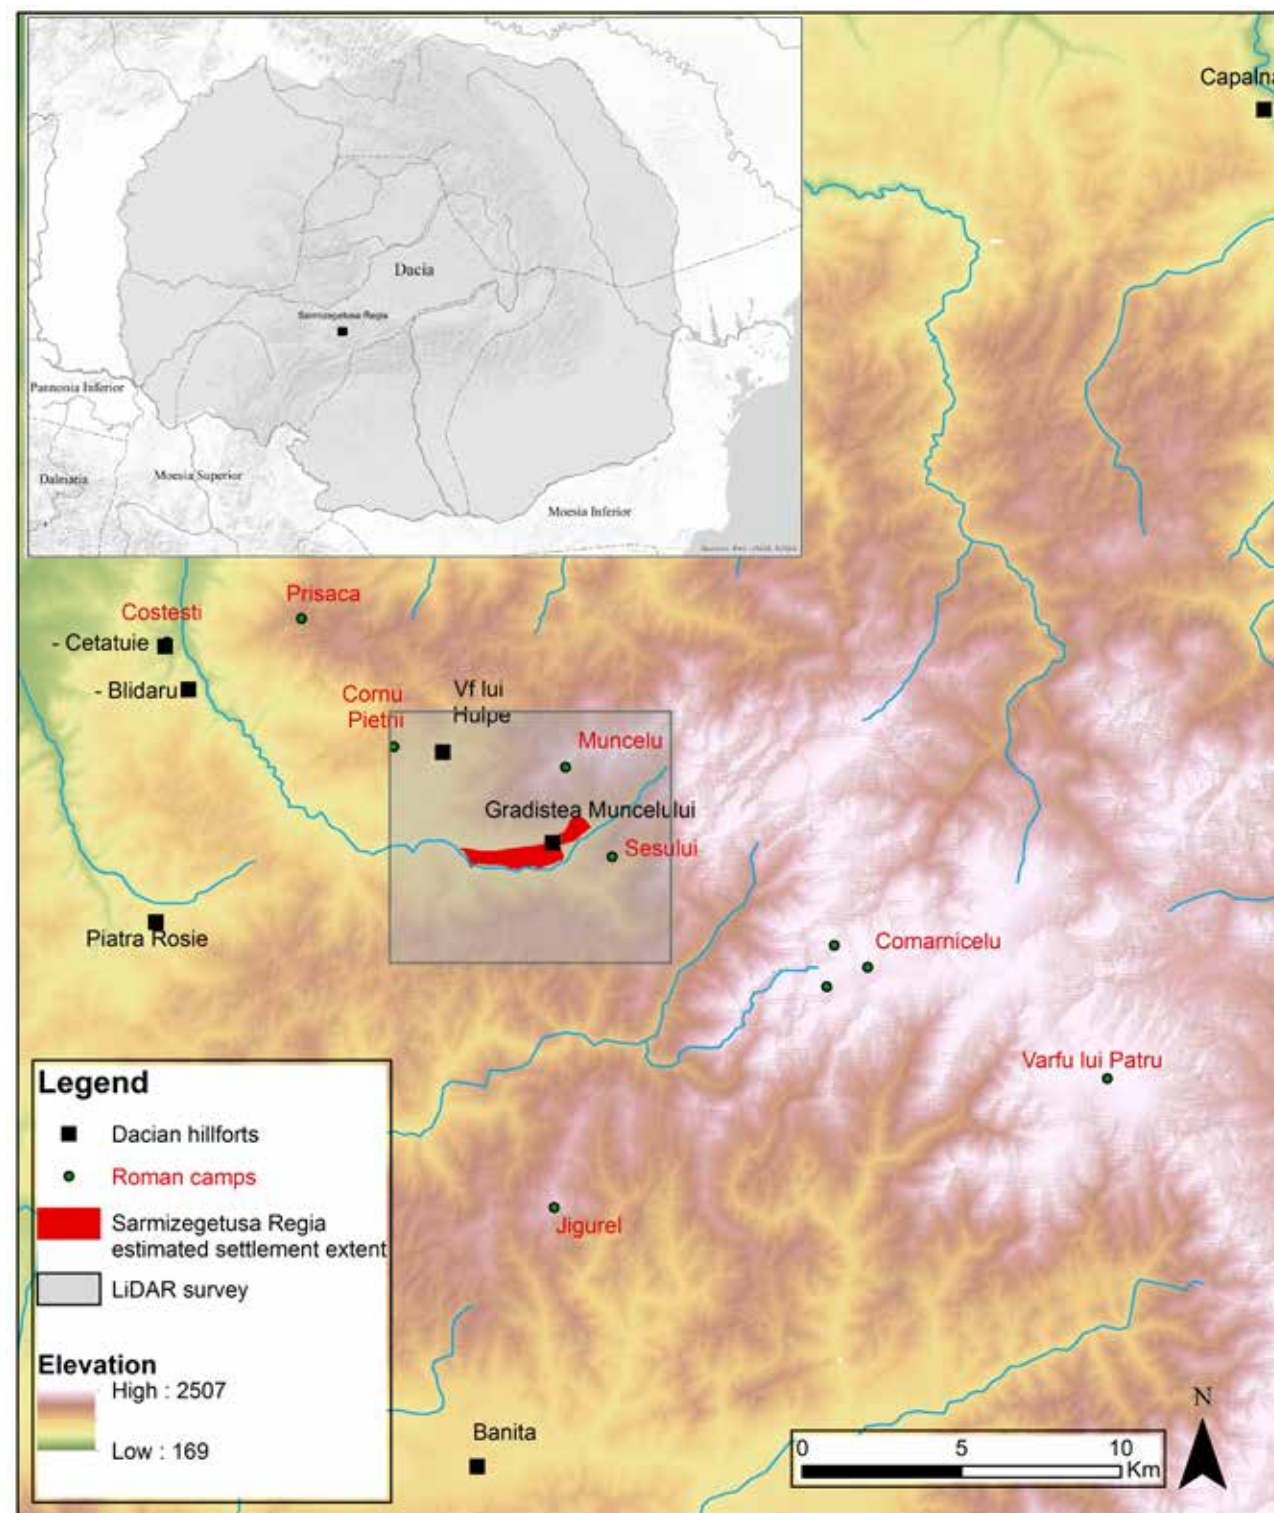 Capalna
Dacia
Sarmizegetusa Regia
Pannonia Inferior
Dalmatia
Moesia Superior
Moesia Inferior
Costesti
- Cetatuie
- Blidaru
Prisaca
Cornu
Pietrii
Vf lui
Hulpe
Muncelu
Gradistea Muncelului
Sesului
Piatra Rosie
Comarnicelu
Varfu lui Patru
Jigurel
Banita
Legend
Dacian hillforts
Roman camps
Sarmizegetusa Regia
estimated settlement extent
LiDAR survey
Elevation
High : 2507
Low : 169
N
0 5 10
Km